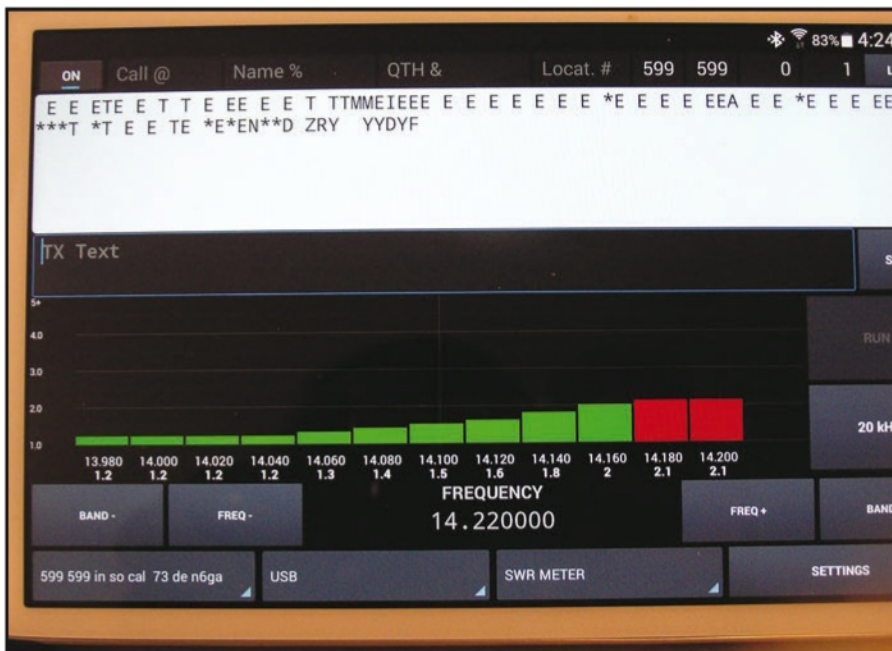 83% 4:24
ON Call @ Name % QTH & Locat. # 599 599 0 1
E E ETE E T T E EE E E T TTMMEIEEE E E E E E E E E *E E E E EEA E E *E E E EE
***T *T E E TE *E*EN**D ZRY YYDYF
TX Text
5+
4.0
3.0
2.0
1.0
RUN
20 kH
13.980 14.000 14.020 14.040 14.060 14.080 14.100 14.120 14.140 14.160 14.180 14.200
1.2 1.2 1.2 1.2 1.3 1.4 1.5 1.6 1.8 2 2.1 2.1
BAND - FREQ - FREQUENCY FREQ + BAND
14.220000
599 599 in so cal 73 de n6ga USB SWR METER SETTINGS